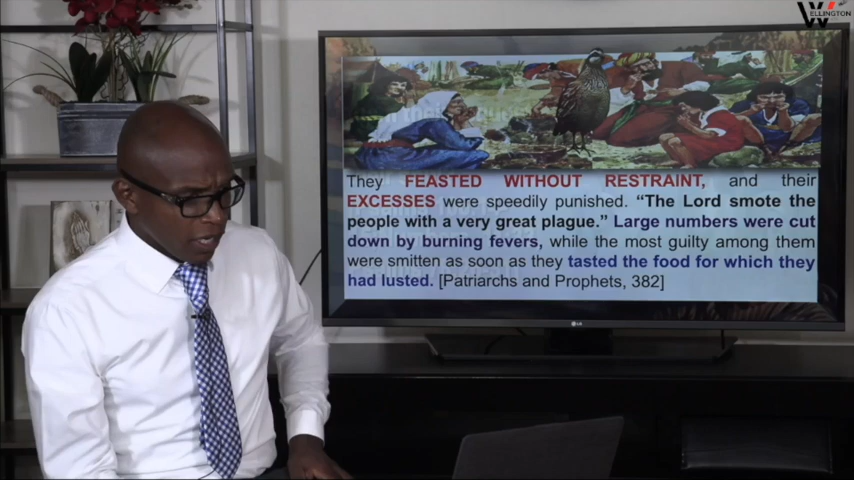 WELLINGTON
They FEASTED WITHOUT RESTRAINT, and their
EXCESSES were speedily punished. “The Lord smote the
people with a very great plague.” Large numbers were cut
down by burning fevers, while the most guilty among them
were smitten as soon as they tasted the food for which they
had lusted. [Patriarchs and Prophets, 382]
LG